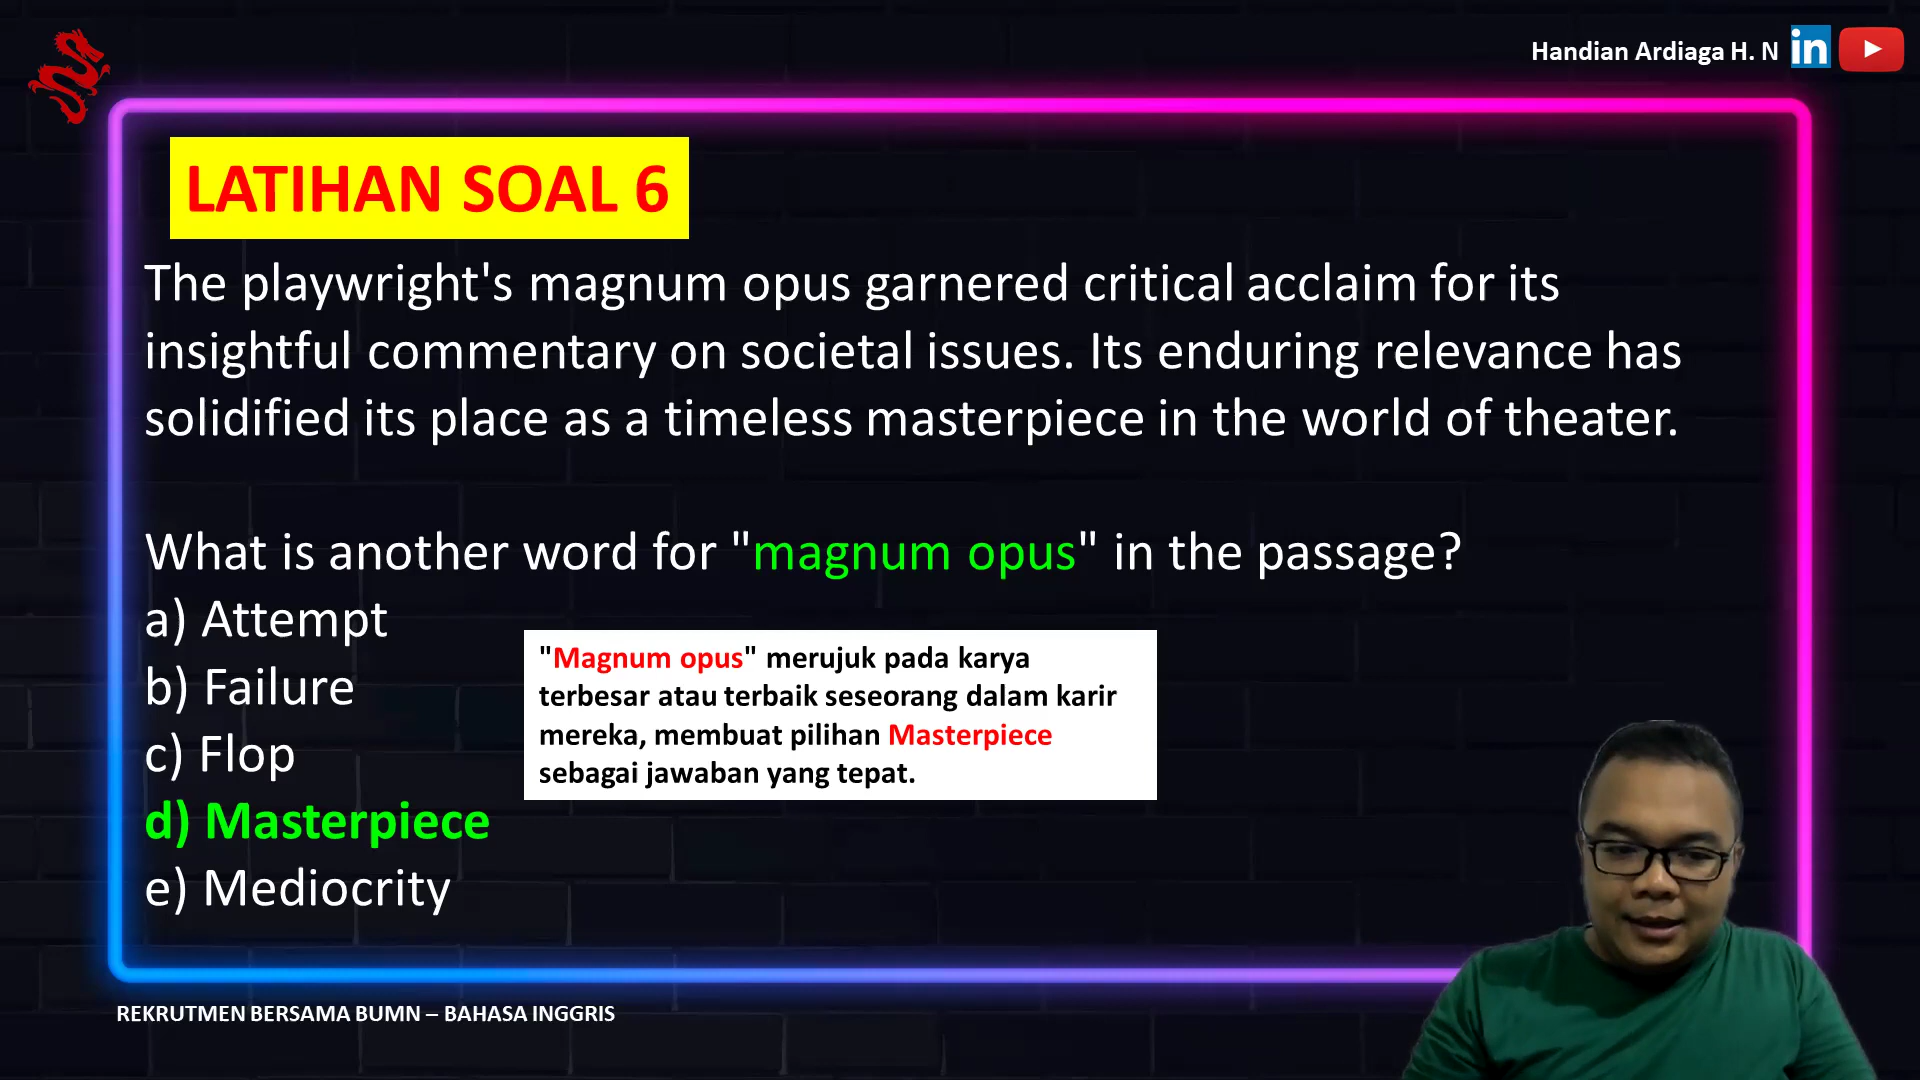 Handian Ardiaga H. N in
LATIHAN SOAL 6
The playwright's magnum opus garnered critical acclaim for its
insightful commentary on societal issues. Its enduring relevance has
solidified its place as a timeless masterpiece in the world of theater.
What is another word for "magnum opus" in the passage?
a) Attempt
b) Failure
c) Flop
d) Masterpiece
e) Mediocrity
"Magnum opus" merujuk pada karya
terbesar atau terbaik seseorang dalam karir
mereka, membuat pilihan Masterpiece
sebagai jawaban yang tepat.
REKRUTMEN BERSAMA BUMN – BAHASA INGGRIS